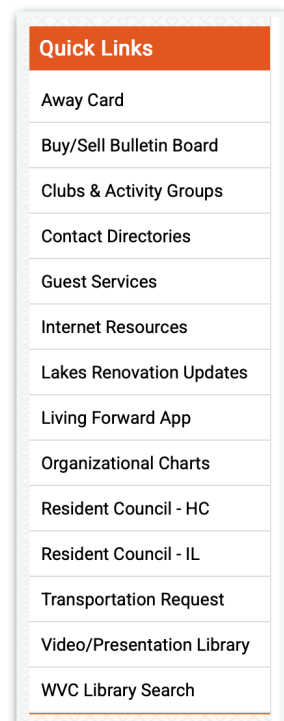 Quick Links
Away Card
Buy/Sell Bulletin Board
Clubs & Activity Groups
Contact Directories
Guest Services
Internet Resources
Lakes Renovation Updates
Living Forward App
Organizational Charts
Resident Council - HC
Resident Council - IL
Transportation Request
Video/Presentation Library
WVC Library Search